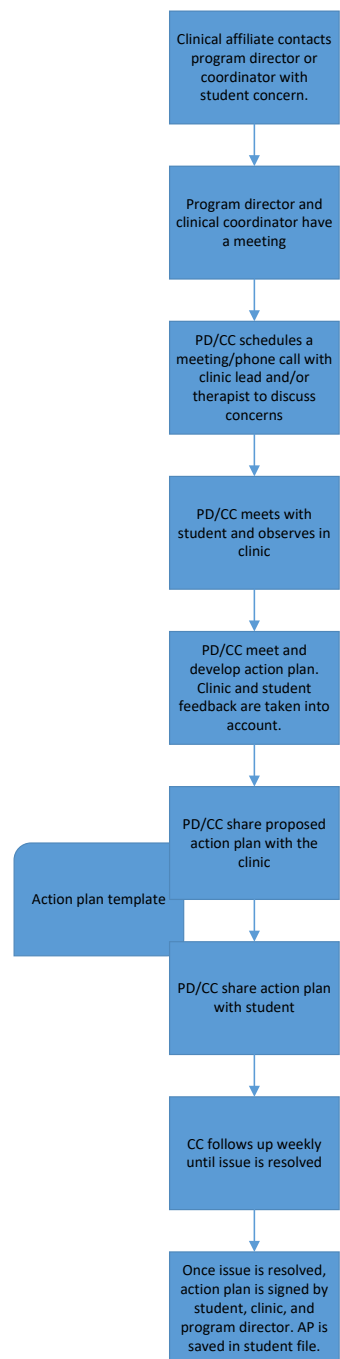 Clinical affiliate contacts
program director or
coordinator with
student concern.
Program director and
clinical coordinator have
a meeting
PD/CC schedules a
meeting/phone call with
clinic lead and/or
therapist to discuss
concerns
PD/CC meets with
student and observes in
clinic
PD/CC meet and
develop action plan.
Clinic and student
feedback are taken into
account.
PD/CC share proposed
action plan with the
clinic
Action plan template
PD/CC share action plan
with student
CC follows up weekly
until issue is resolved
Once issue is resolved,
action plan is signed by
student, clinic, and
program director. AP is
saved in student file.